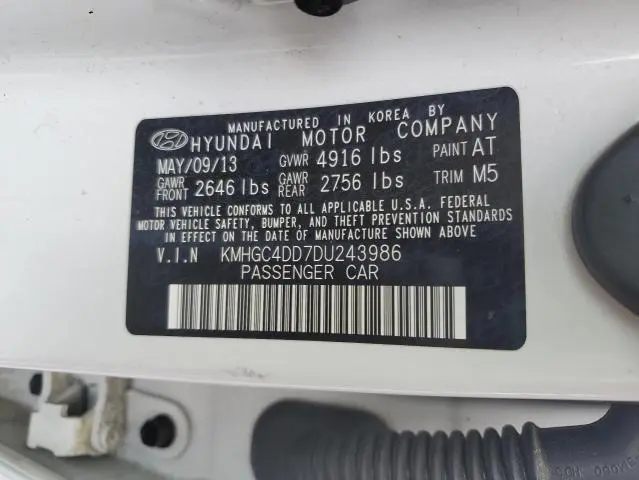 MANUFACTURED IN KOREA BY
HYUNDAI MOTOR COMPANY
MAY/09/13 GVWR 4916 lbs PAINT AT
GAWR FRONT 2646 lbs GAWR REAR 2756 lbs TRIM M5
THIS VEHICLE CONFORMS TO ALL APPLICABLE U.S.A. FEDERAL
MOTOR VEHICLE SAFETY, BUMPER, AND THEFT PREVENTION STANDARDS
IN EFFECT ON THE DATE OF MANUFACTURE SHOWN ABOVE.
V.I.N KMHGC4DD7DU243986
PASSENGER CAR